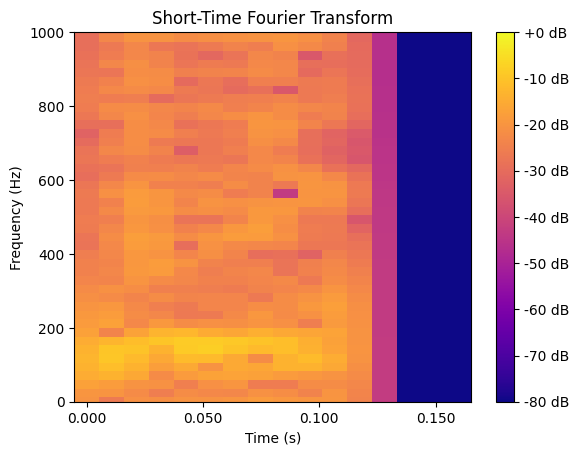 Short-Time Fourier Transform
1000
800
600
400
200
0
Frequency (Hz)
0.000
0.050
0.100
0.150
Time (s)
+0 dB
-10 dB
-20 dB
-30 dB
-40 dB
-50 dB
-60 dB
-70 dB
-80 dB